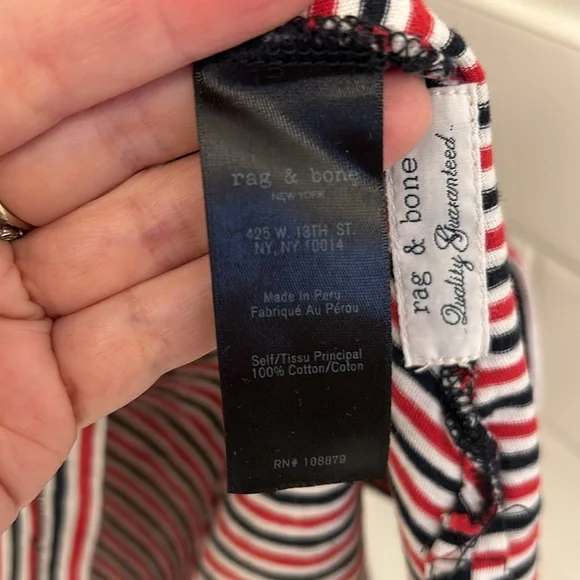 rag & bone
NEW YORK
425 W. 13TH ST.
NY, NY 10014
Made in Peru
Fabriqué Au Pérou
Self/Tissu Principal
100% Cotton/Coton
RN# 108879
rag & bone
Quality Guaranteed